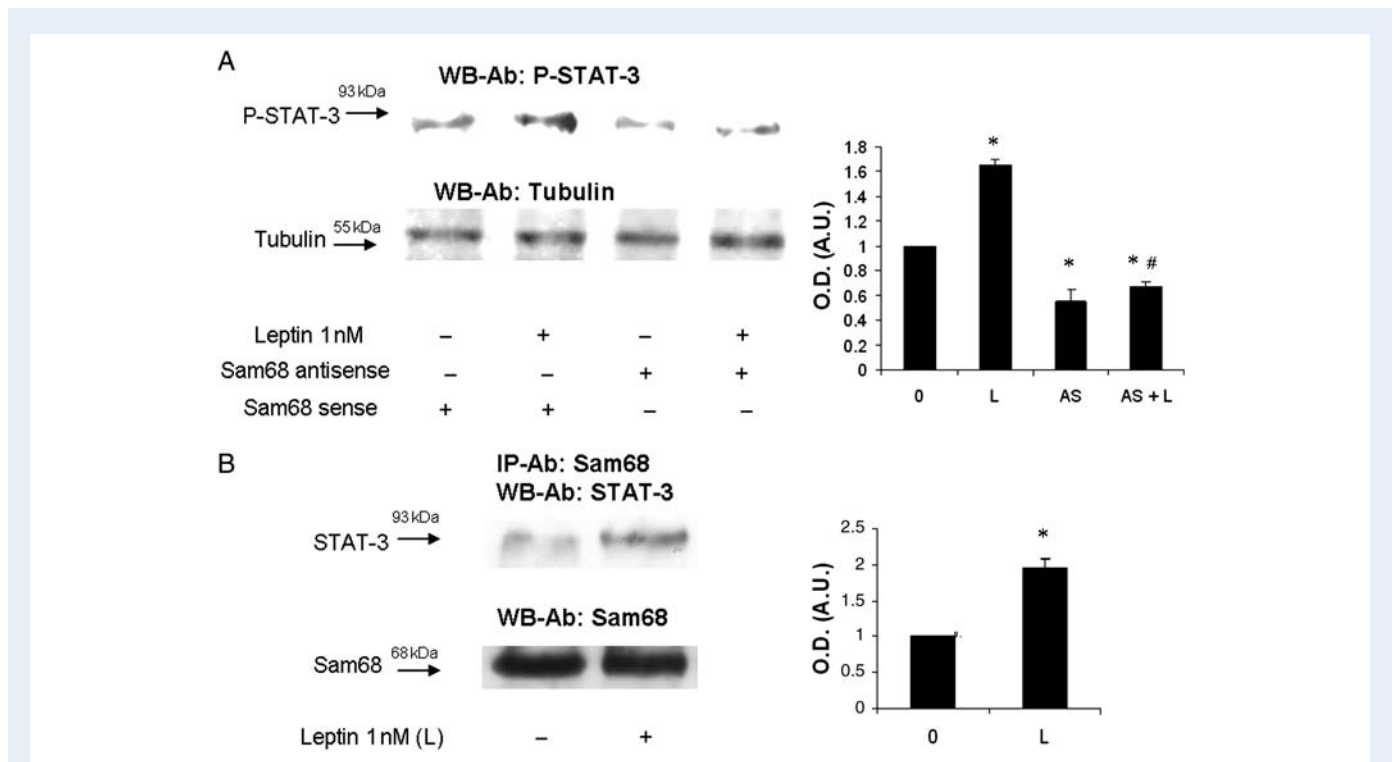 A
WB-Ab: P-STAT-3
93 kDa
P-STAT-3
WB-Ab: Tubulin
55 kDa
Tubulin
Leptin 1nM – + – +
Sam68 antisense – – + +
Sam68 sense + + – –
O.D. (A.U.)
1.8
1.6
1.4
1.2
1
0.8
0.6
0.4
0.2
0
*
*
* #
0 L AS AS + L
B
IP-Ab: Sam68
WB-Ab: STAT-3
93 kDa
STAT-3
WB-Ab: Sam68
68 kDa
Sam68
Leptin 1nM (L) – +
O.D. (A.U.)
2.5
2
1.5
1
0.5
0
*
0 L